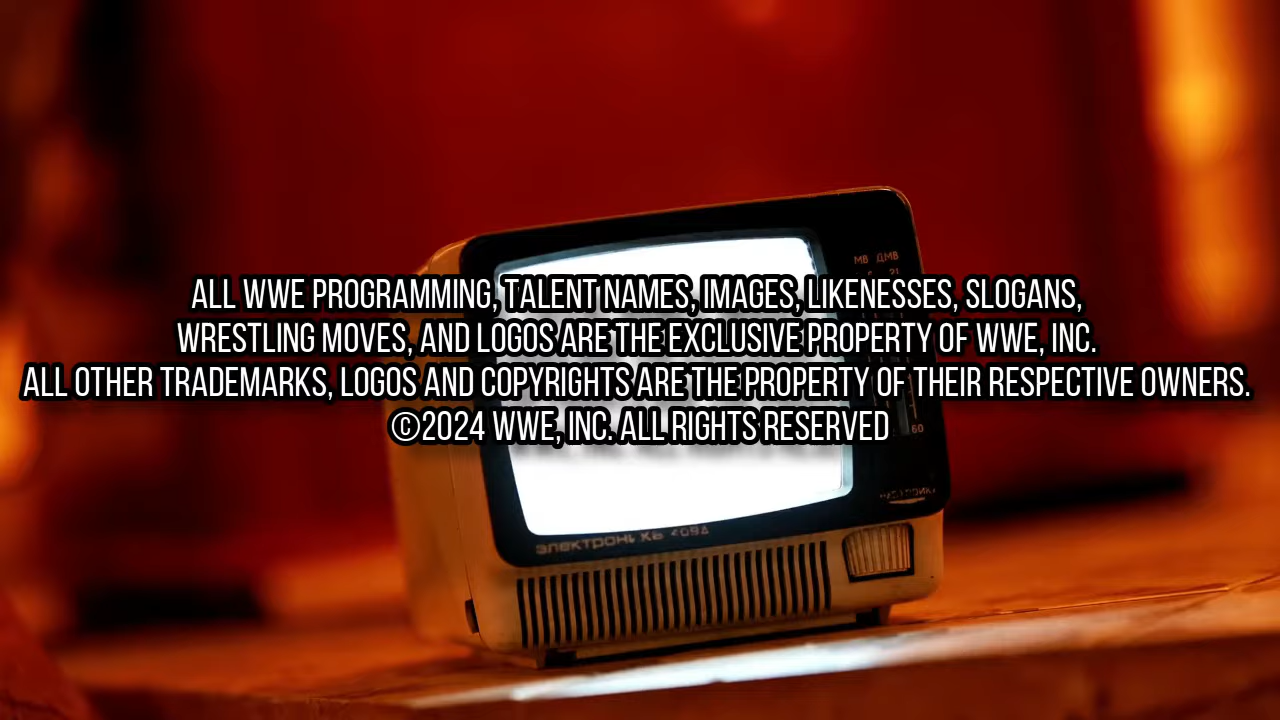 МВ ДМВ
21
ALL WWE PROGRAMMING, TALENT NAMES, IMAGES, LIKENESSES, SLOGANS,
WRESTLING MOVES, AND LOGOS ARE THE EXCLUSIVE PROPERTY OF WWE, INC.
ALL OTHER TRADEMARKS, LOGOS AND COPYRIGHTS ARE THE PROPERTY OF THEIR RESPECTIVE OWNERS.
©2024 WWE, INC. ALL RIGHTS RESERVED
60